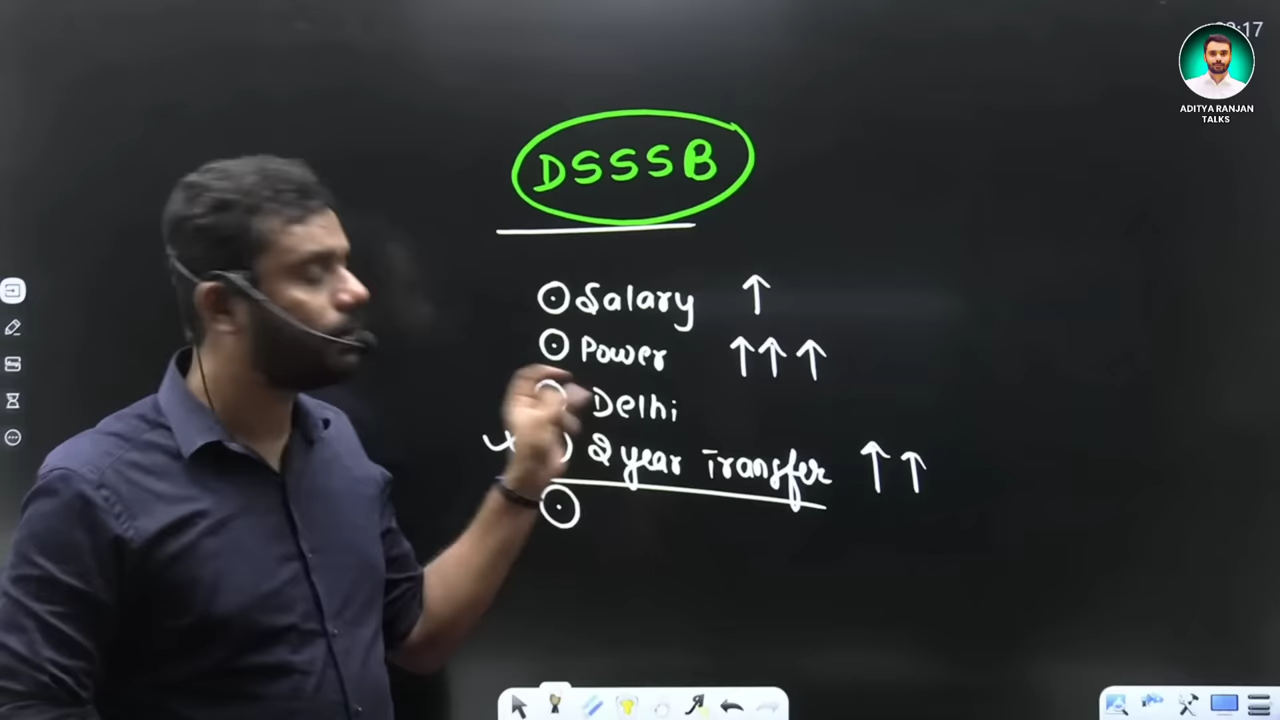 ADITYA RANJAN
TALKS
DSSSB
Salary ↑
Power ↑↑↑
Delhi
2 year Transfer ↑↑